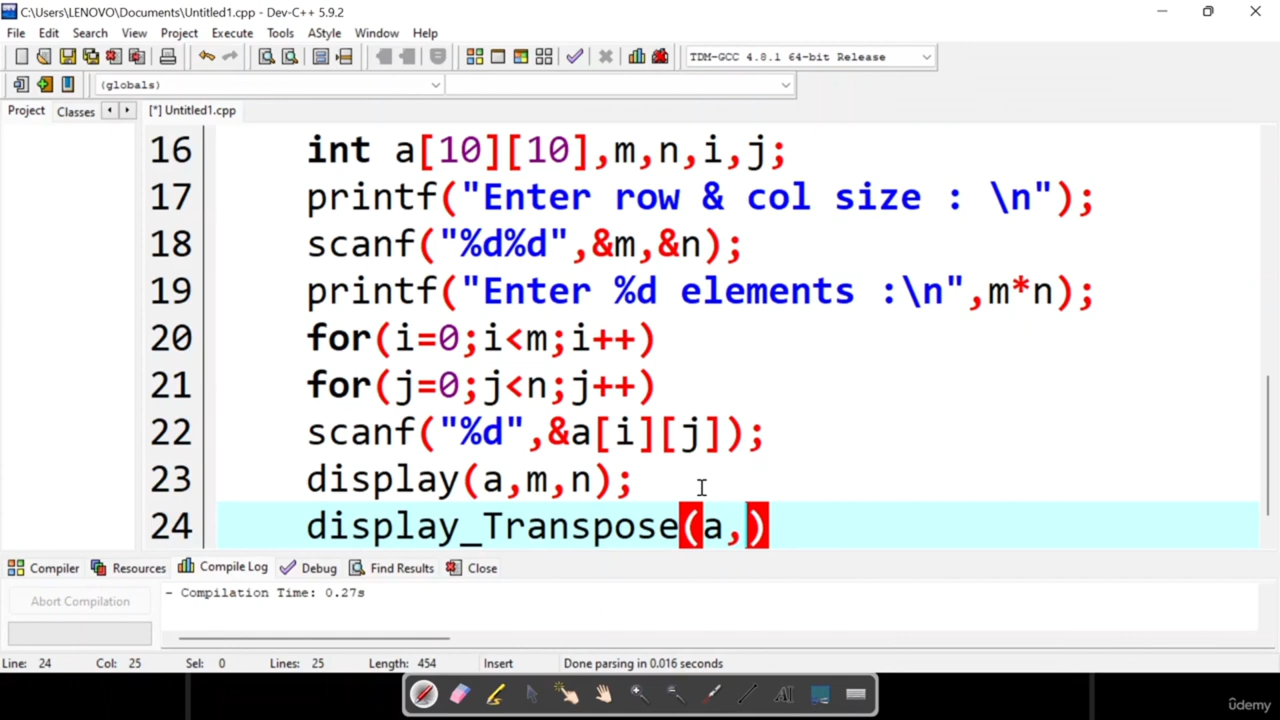 C:\Users\LENOVO\Documents\Untitled1.cpp - Dev-C++ 5.9.2
File Edit Search View Project Execute Tools AStyle Window Help
TDM-GCC 4.8.1 64-bit Release
(globals)
Project Classes [*] Untitled1.cpp
16 int a[10][10],m,n,i,j;
17 printf("Enter row & col size : \n");
18 scanf("%d%d",&m,&n);
19 printf("Enter %d elements :\n",m*n);
20 for(i=0;i<m;i++)
21 for(j=0;j<n;j++)
22 scanf("%d",&a[i][j]);
23 display(a,m,n);
24 display_Transpose(a,)
Compiler Resources Compile Log Debug Find Results Close
Abort Compilation
- Compilation Time: 0.27s
Line: 24 Col: 25 Sel: 0 Lines: 25 Length: 454 Insert Done parsing in 0.016 seconds
AI
ûdemy